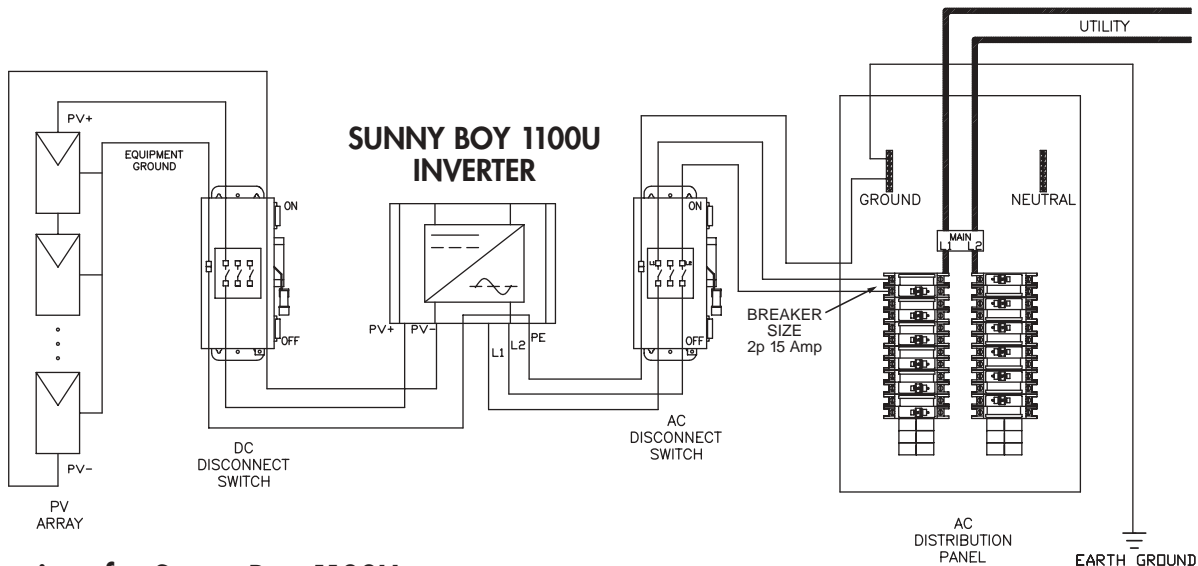 UTILITY
PV+
EQUIPMENT
GROUND
SUNNY BOY 1100U
INVERTER
ON
OFF
PV+
PV-
L1
L2
PE
ON
OFF
GROUND
NEUTRAL
MAIN
L1
L2
BREAKER
SIZE
2p 15 Amp
PV-
PV
ARRAY
DC
DISCONNECT
SWITCH
AC
DISCONNECT
SWITCH
AC
DISTRIBUTION
PANEL
EARTH GROUND